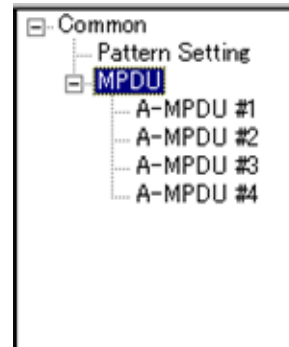 Common
Pattern Setting
MPDU
A-MPDU #1
A-MPDU #2
A-MPDU #3
A-MPDU #4